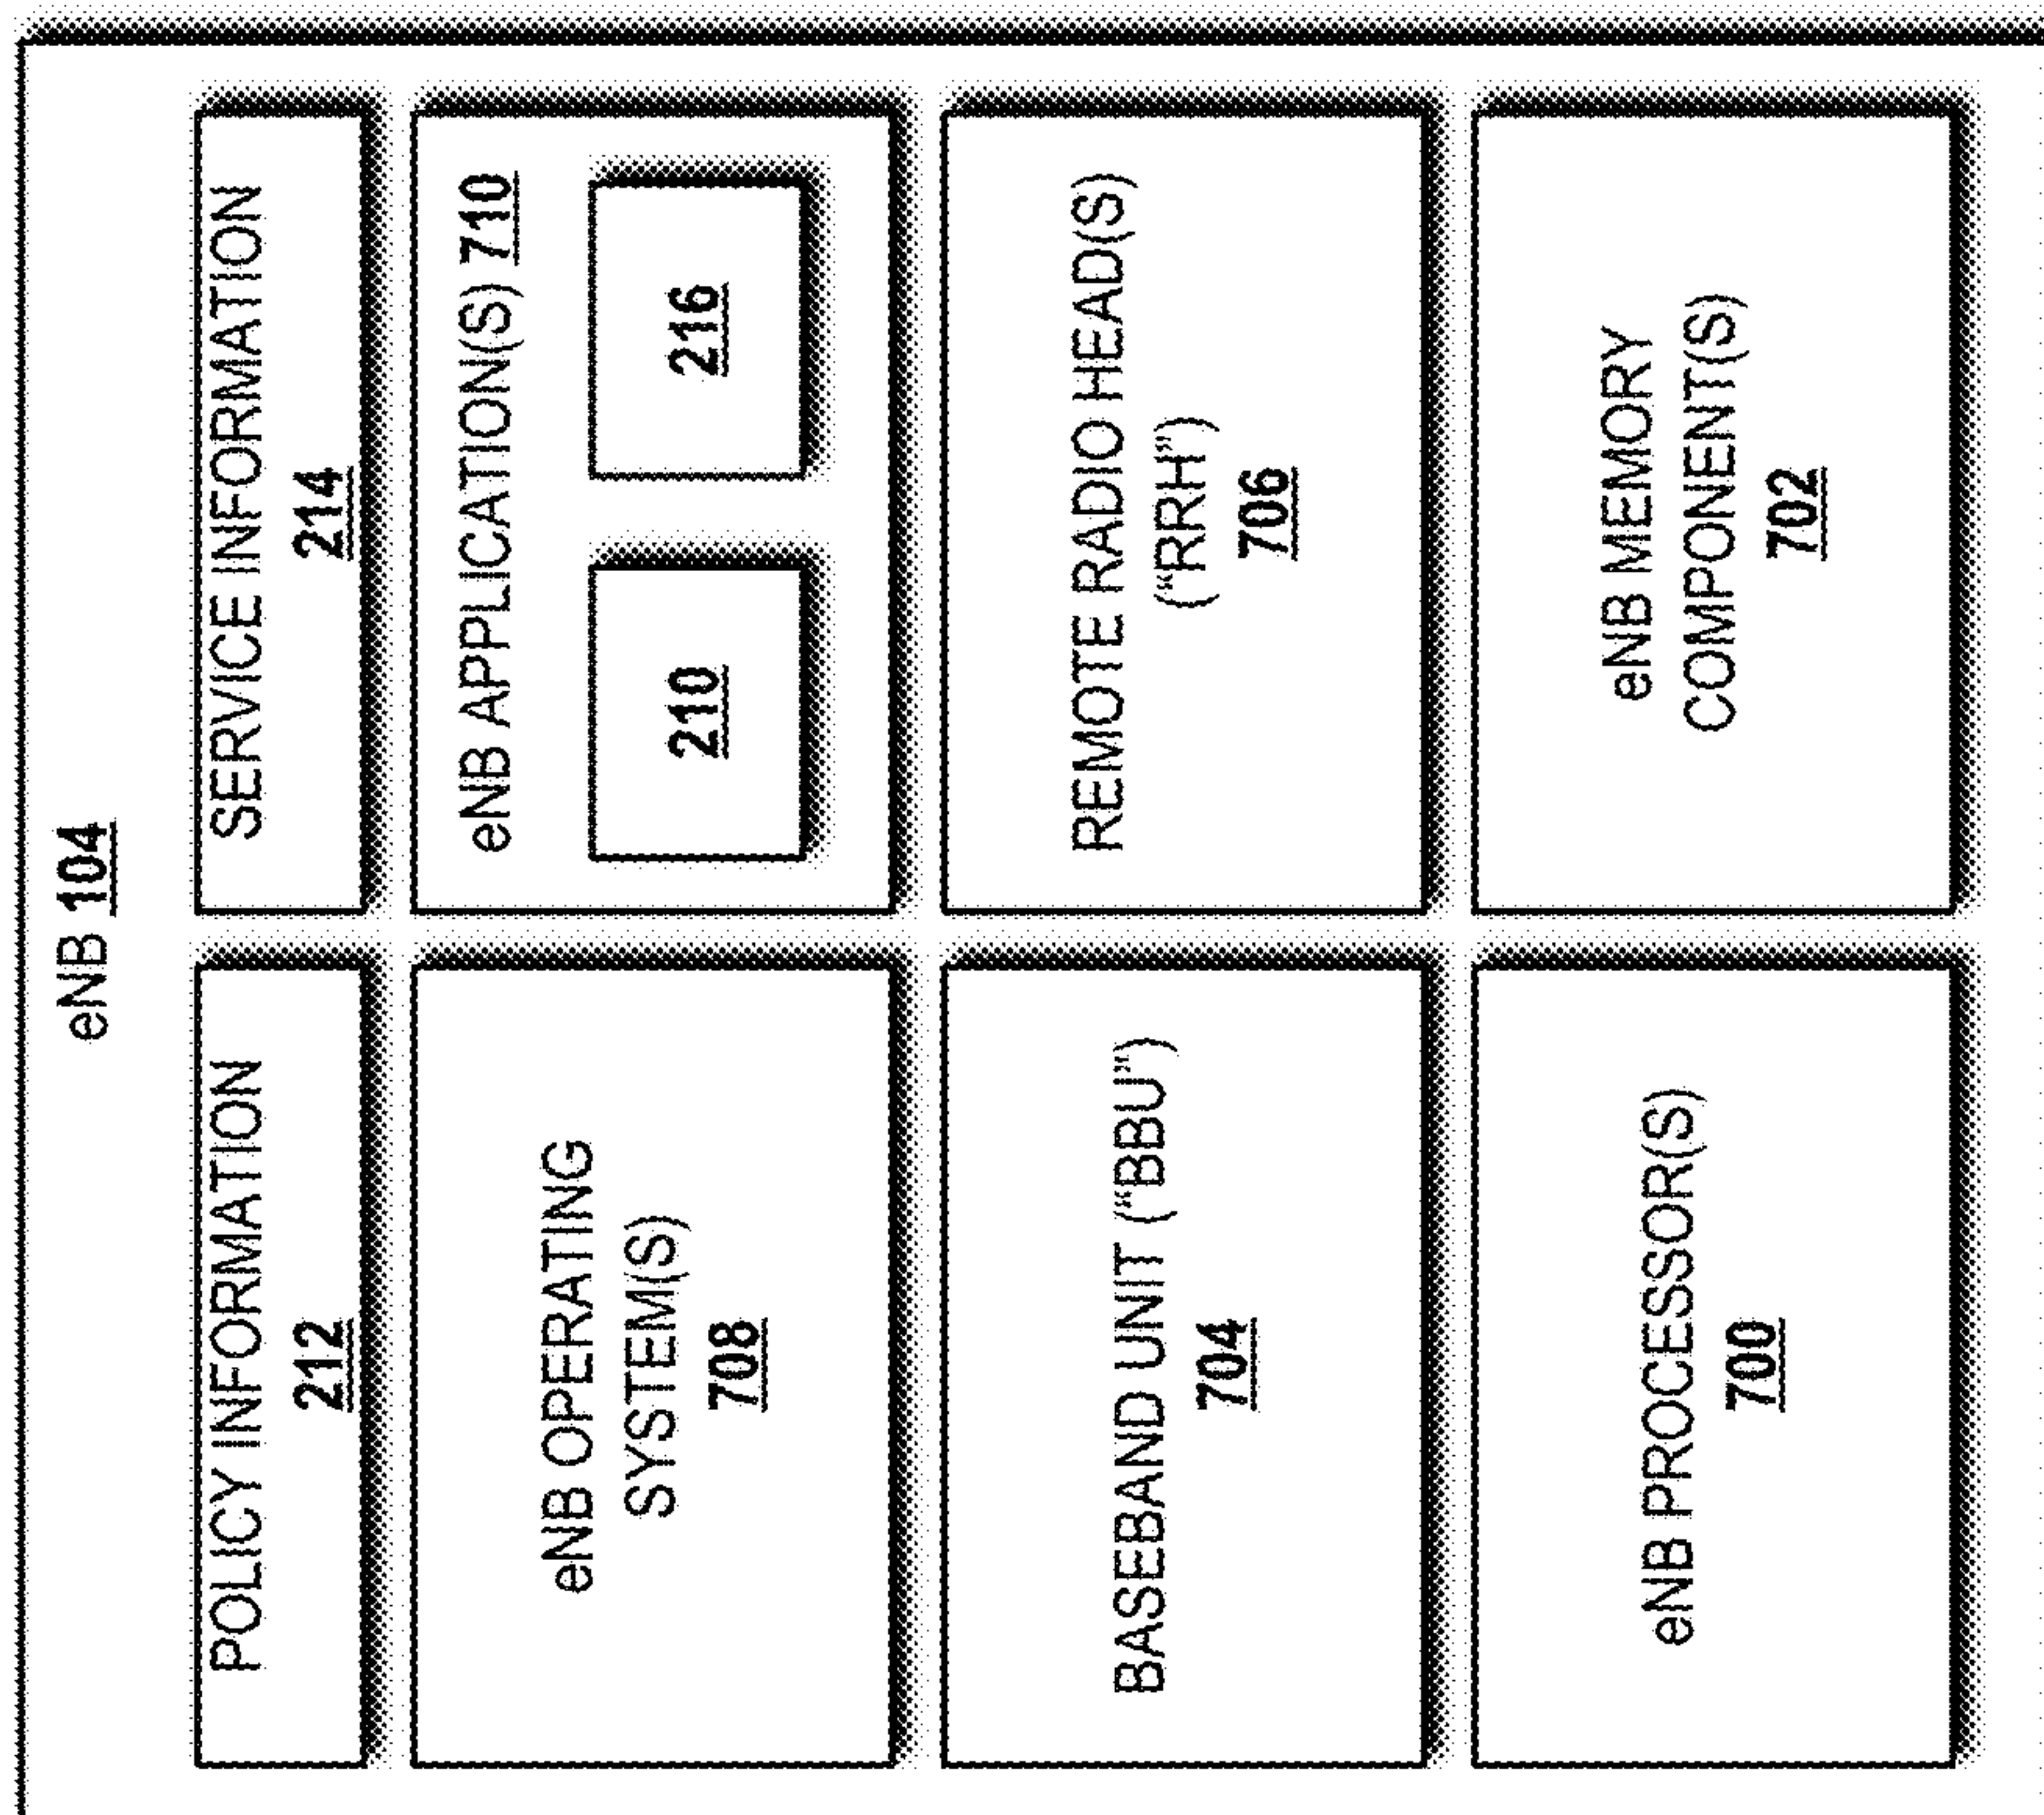 eNB 104
POLICY INFORMATION
212
SERVICE INFORMATION
214
eNB OPERATING
SYSTEM(S)
708
eNB APPLICATION(S) 710
210
216
BASEBAND UNIT (“BBU”)
704
REMOTE RADIO HEAD(S)
(“RRH”)
706
eNB PROCESSOR(S)
700
eNB MEMORY
COMPONENT(S)
702